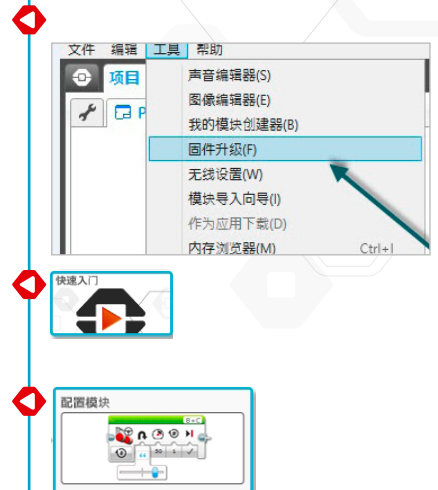 文件 编辑 工具 帮助
项目
P
声音编辑器(S)
图像编辑器(E)
我的模块创建器(B)
固件升级(F)
无线设置(W)
模块导入向导(I)
作为应用下载(D)
内存浏览器(M) Ctrl+I
快速入门
配置模块
B+C
50 1